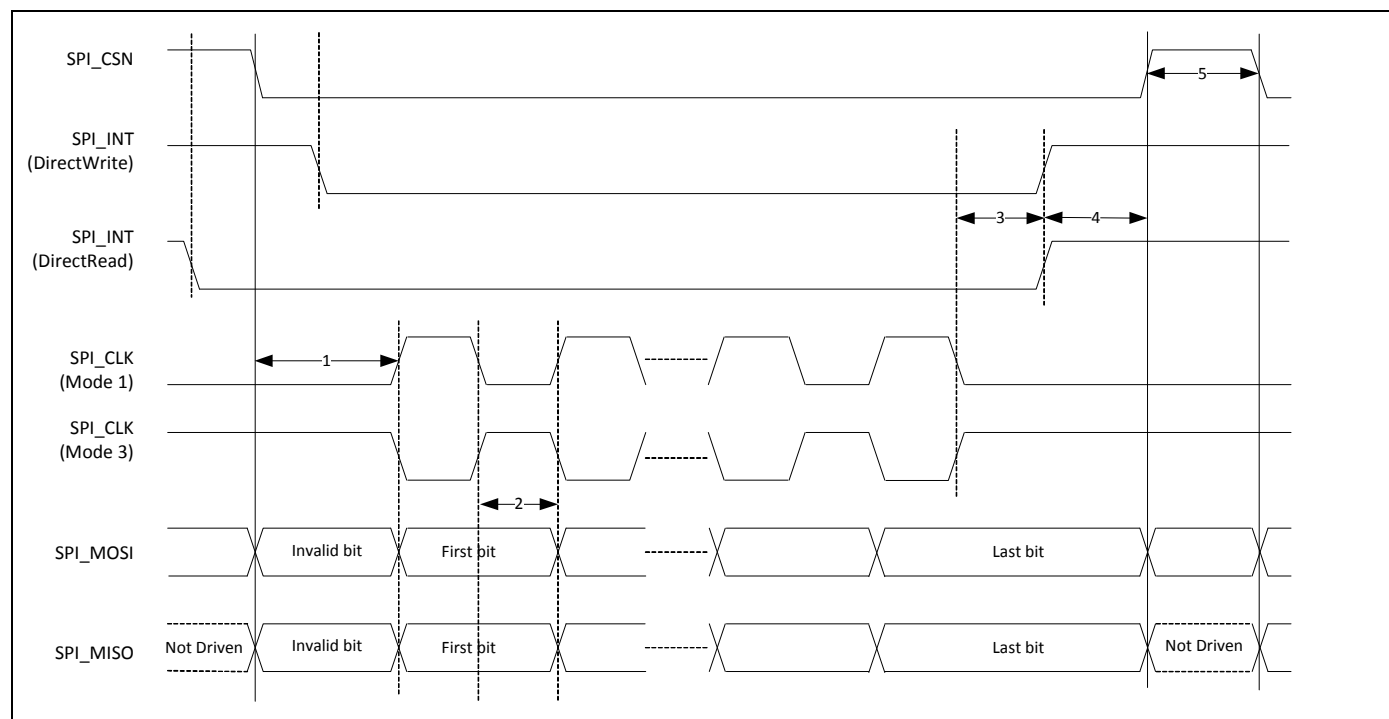 SPI_CSN
5
SPI_INT
(DirectWrite)
3
4
SPI_INT
(DirectRead)
SPI_CLK
(Mode 1)
1
SPI_CLK
(Mode 3)
2
SPI_MOSI
Invalid bit
First bit
Last bit
SPI_MISO
Not Driven
Invalid bit
First bit
Last bit
Not Driven